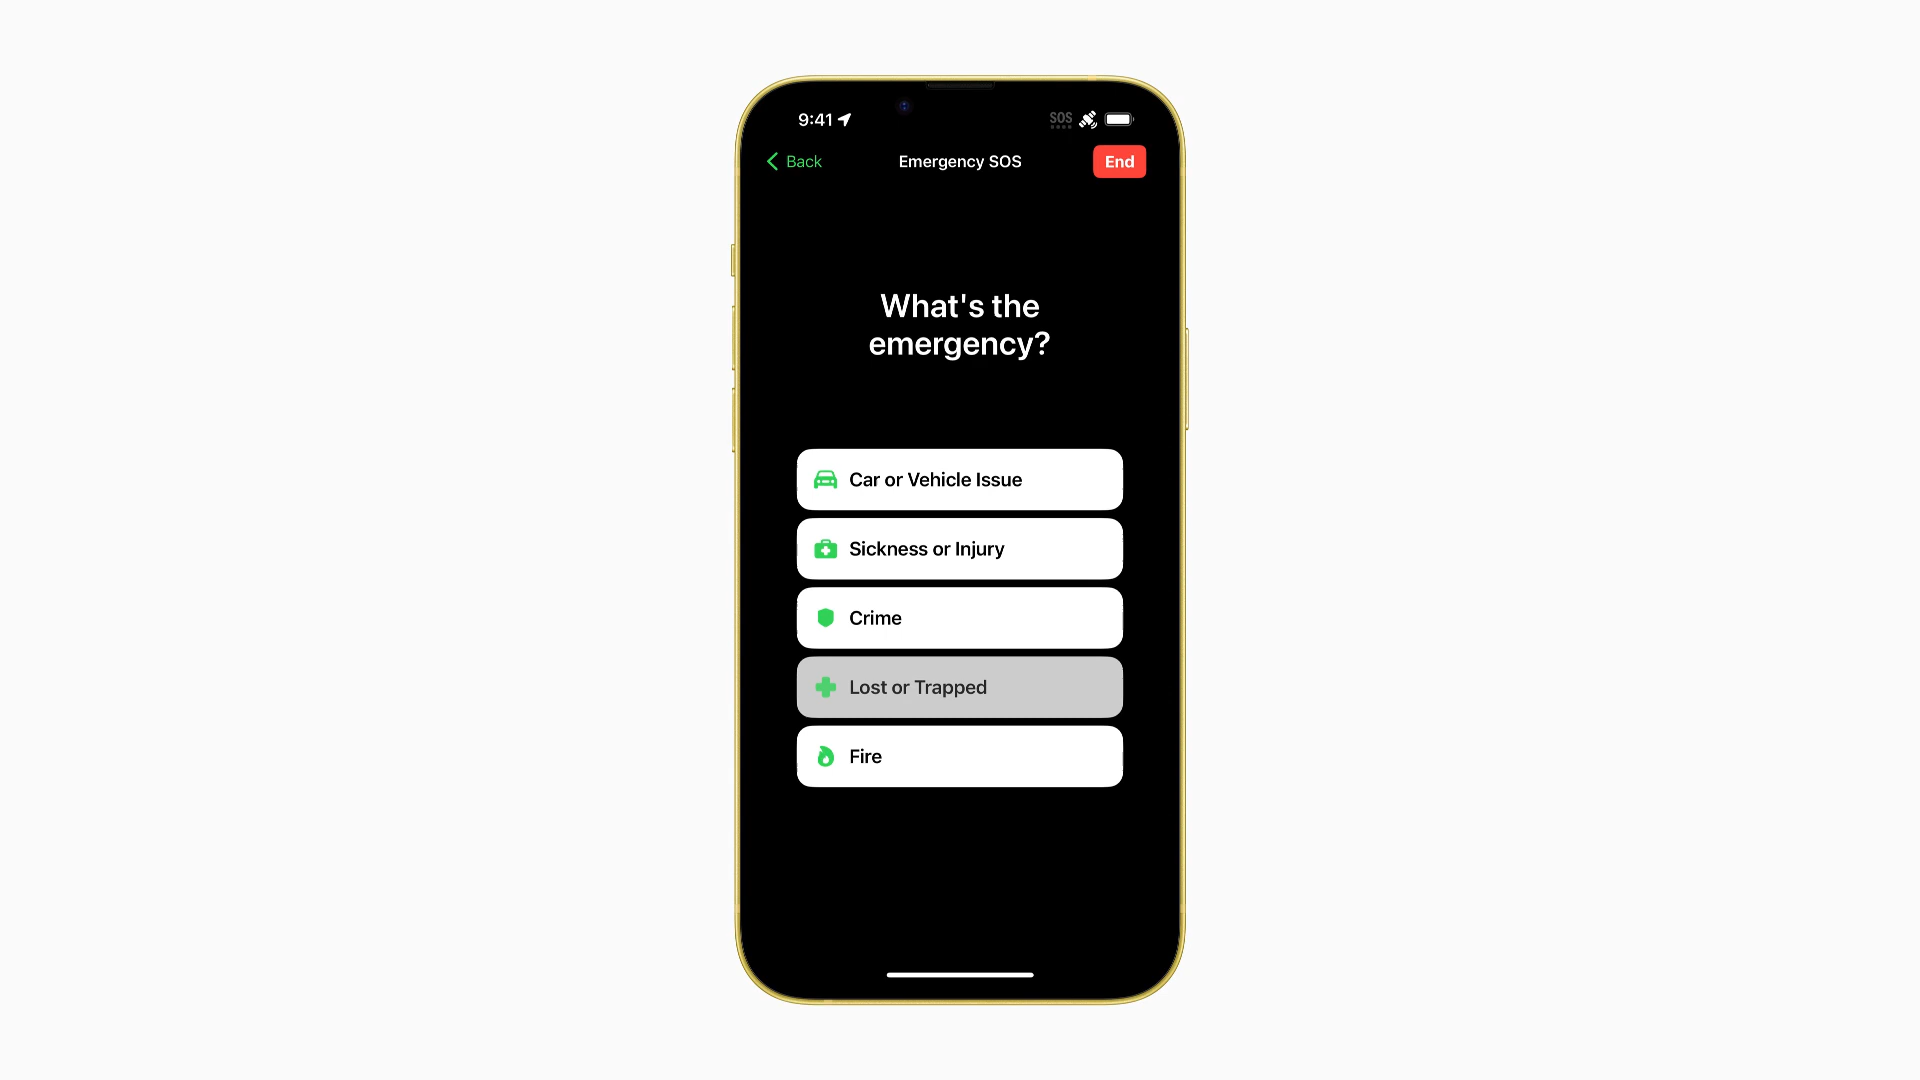 9:41 SOS
Back Emergency SOS End
What's the
emergency?
Car or Vehicle Issue
Sickness or Injury
Crime
Lost or Trapped
Fire